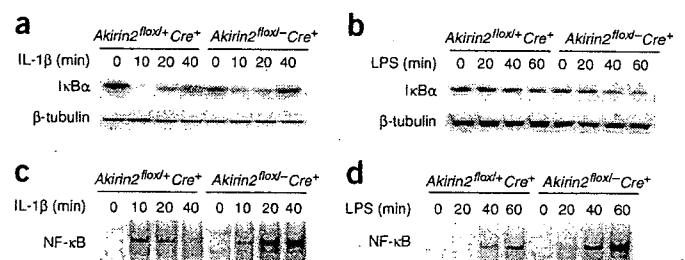 a
Akirin2flox/+Cre+ Akirin2flox/–Cre+
IL-1β (min) 0 10 20 40 0 10 20 40
IκBα
β-tubulin
b
Akirin2flox/+Cre+ Akirin2flox/–Cre+
LPS (min) 0 20 40 60 0 20 40 60
IκBα
β-tubulin
c
Akirin2flox/+Cre+ Akirin2flox/–Cre+
IL-1β (min) 0 10 20 40 0 10 20 40
NF-κB
d
Akirin2flox/+Cre+ Akirin2flox/–Cre+
LPS (min) 0 20 40 60 0 20 40 60
NF-κB